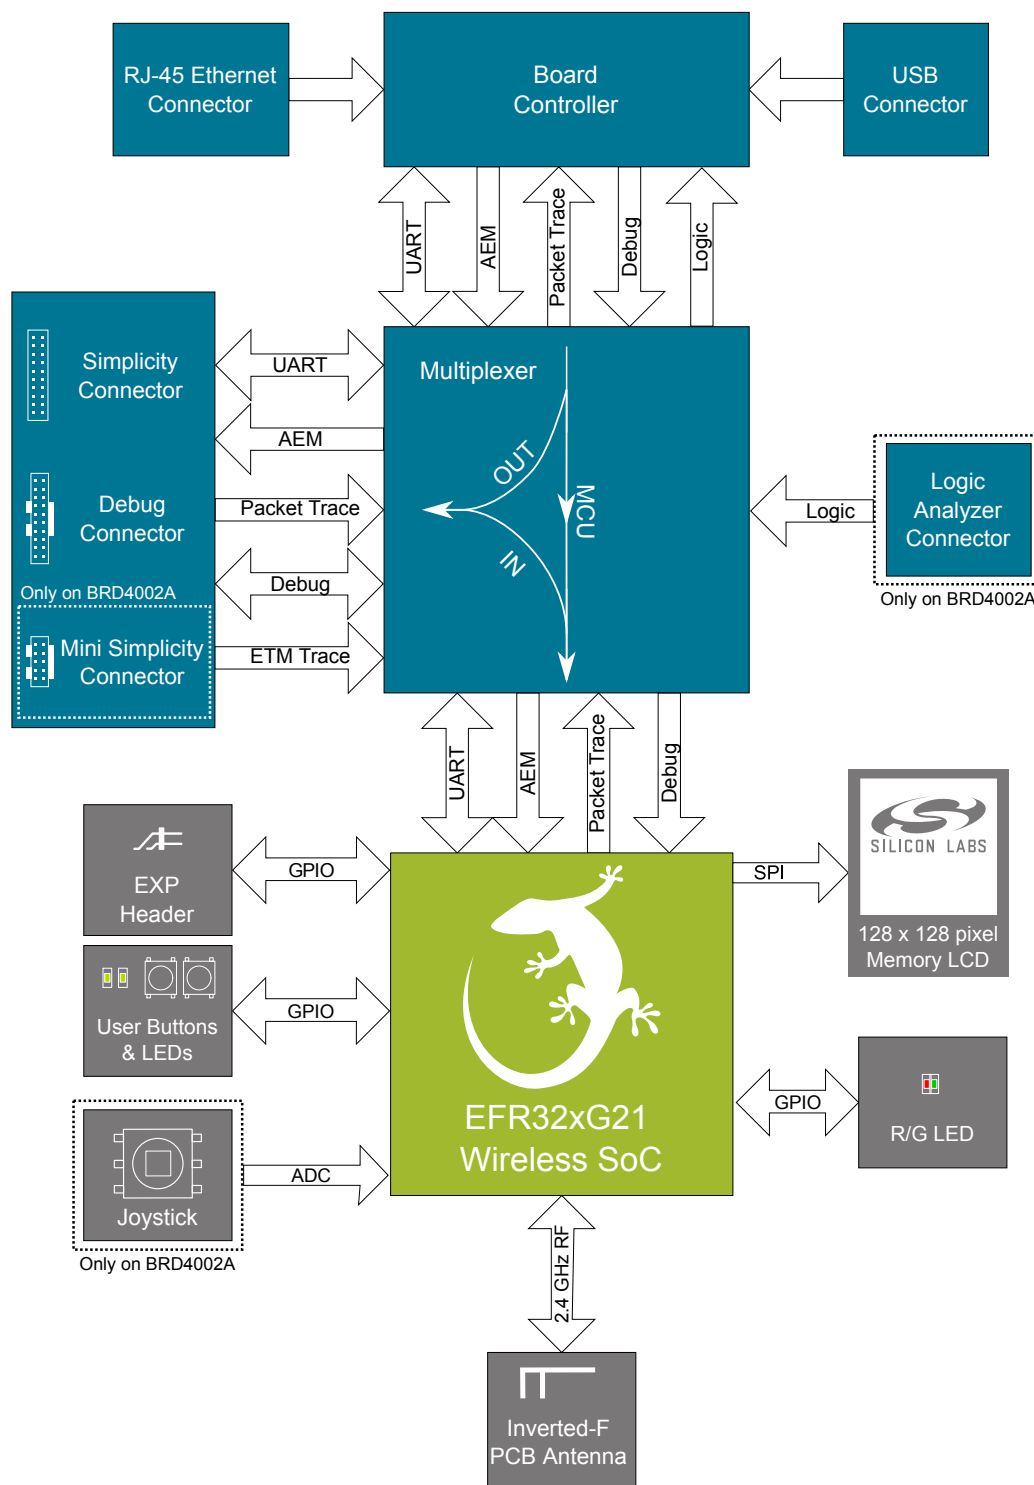 RJ-45 Ethernet
Connector
Board
Controller
USB
Connector
UART
AEM
Packet Trace
Debug
Logic
Simplicity
Connector
Debug
Connector
Only on BRD4002A
Mini Simplicity
Connector
UART
AEM
Packet Trace
Debug
ETM Trace
Multiplexer
OUT
MCU
IN
Logic
Logic
Analyzer
Connector
Only on BRD4002A
UART
AEM
Packet Trace
Debug
EXP
Header
GPIO
User Buttons
& LEDs
GPIO
Joystick
Only on BRD4002A
ADC
EFR32xG21
Wireless SoC
SPI
SILICON LABS
128 x 128 pixel
Memory LCD
GPIO
R/G LED
2.4 GHz RF
Inverted-F
PCB Antenna